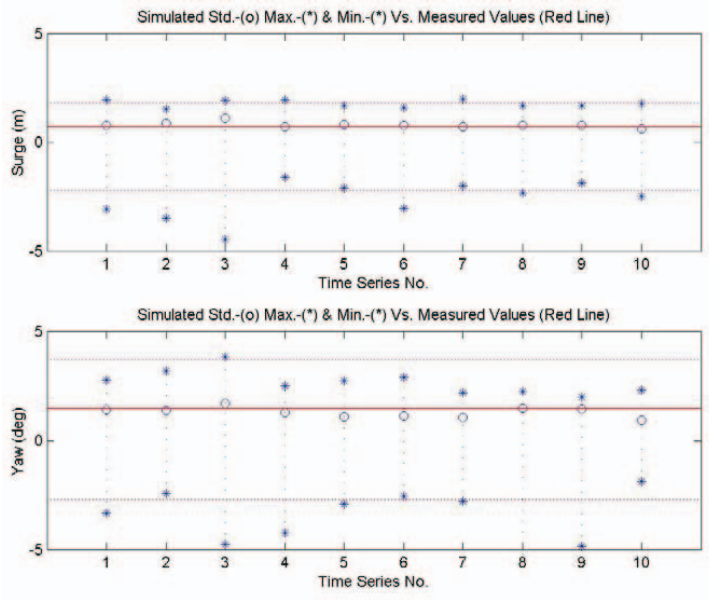 Simulated Std.-(o) Max.-(*) & Min.-(*) Vs. Measured Values (Red Line)
5
0
-5
Surge (m)
1 2 3 4 5 6 7 8 9 10
Time Series No.
Simulated Std.-(o) Max.-(*) & Min.-(*) Vs. Measured Values (Red Line)
5
0
-5
Yaw (deg)
1 2 3 4 5 6 7 8 9 10
Time Series No.